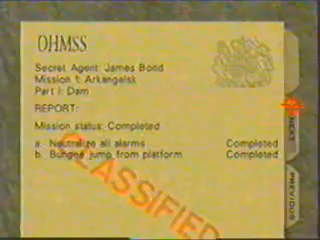 OHMSS
Secret Agent: James Bond
Mission 1: Arkangelsk
Part i: Dam
REPORT:
Mission status: Completed
a. Neutralize all alarms Completed
b. Bungee jump from platform Completed
CLASSIFIED
NEXT
PREVIOUS